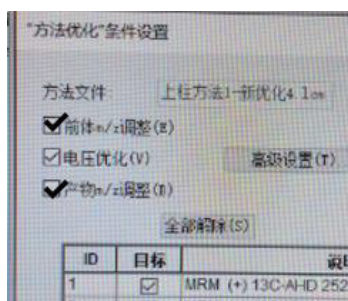 "方法优化"条件设置
方法文件 上柱方法1-新优化4.lcm
前体m/z调整(E)
电压优化(V) 高级设置(T)
产物m/z调整(D)
全部解除(S)
ID 目标
1 MRM (+) 13C-AHD 252